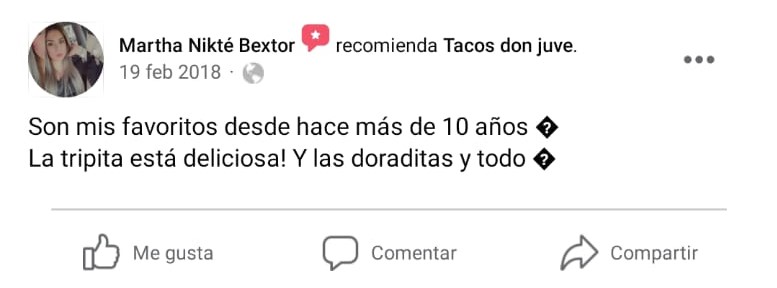 Martha Nikté Bextor recomienda Tacos don juve.
19 feb 2018 ·
Son mis favoritos desde hace más de 10 años �
La tripita está deliciosa! Y las doraditas y todo �
Me gusta
Comentar
Compartir